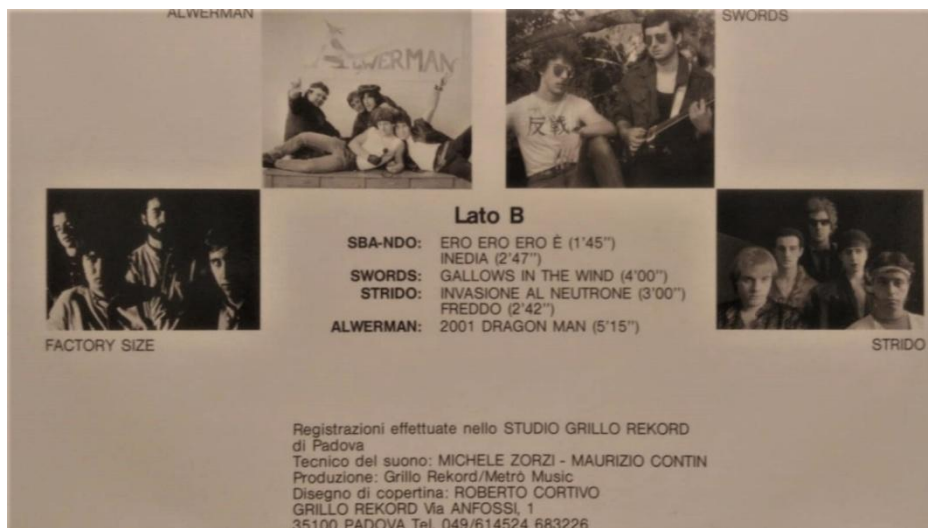 ALWERMAN
SWORDS
ALWERMAN
反戦
Lato B
SBA-NDO: ERO ERO ERO È (1'45'')
INEDIA (2'47'')
SWORDS: GALLOWS IN THE WIND (4'00'')
STRIDO: INVASIONE AL NEUTRONE (3'00'')
FREDDO (2'42'')
ALWERMAN: 2001 DRAGON MAN (5'15'')
FACTORY SIZE
STRIDO
Registrazioni effettuate nello STUDIO GRILLO REKORD
di Padova
Tecnico del suono: MICHELE ZORZI - MAURIZIO CONTIN
Produzione: Grillo Rekord/Metrò Music
Disegno di copertina: ROBERTO CORTIVO
GRILLO REKORD Via ANFOSSI, 1
35100 PADOVA Tel. 049/614524 683226